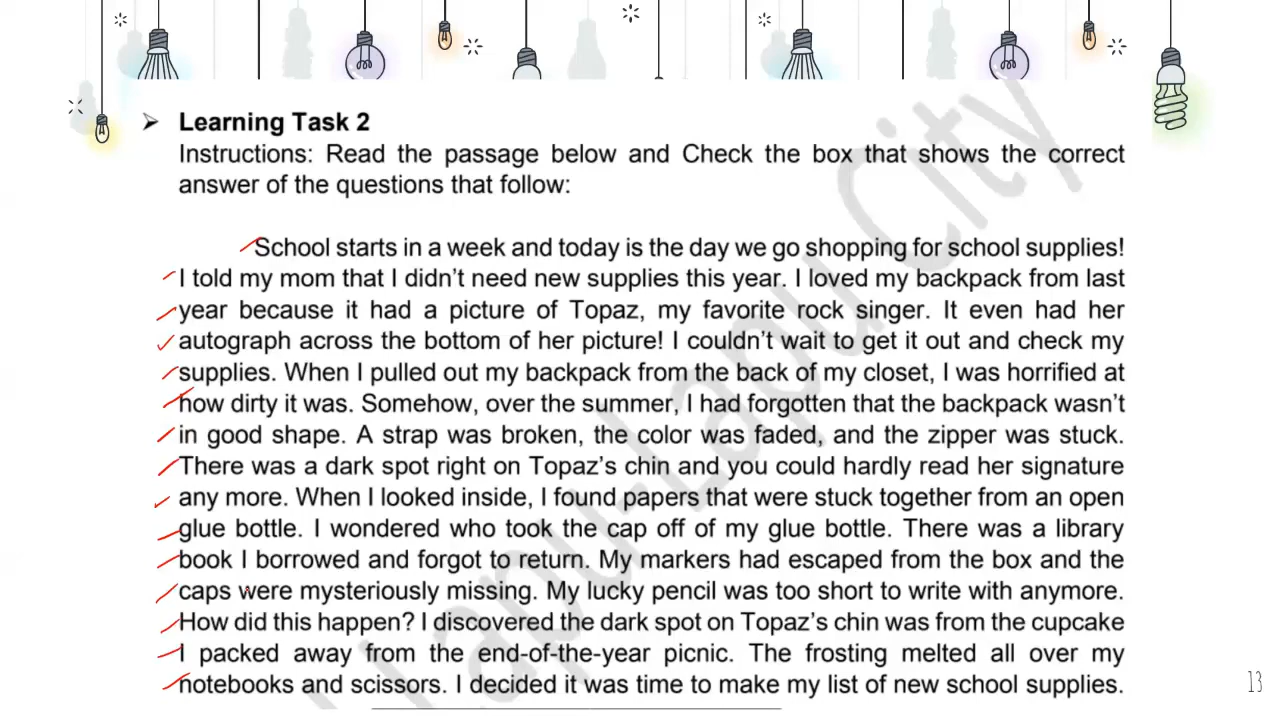 ➢ Learning Task 2
Instructions: Read the passage below and Check the box that shows the correct
answer of the questions that follow:
School starts in a week and today is the day we go shopping for school supplies!
I told my mom that I didn't need new supplies this year. I loved my backpack from last
year because it had a picture of Topaz, my favorite rock singer. It even had her
autograph across the bottom of her picture! I couldn't wait to get it out and check my
supplies. When I pulled out my backpack from the back of my closet, I was horrified at
how dirty it was. Somehow, over the summer, I had forgotten that the backpack wasn't
in good shape. A strap was broken, the color was faded, and the zipper was stuck.
There was a dark spot right on Topaz's chin and you could hardly read her signature
any more. When I looked inside, I found papers that were stuck together from an open
glue bottle. I wondered who took the cap off of my glue bottle. There was a library
book I borrowed and forgot to return. My markers had escaped from the box and the
caps were mysteriously missing. My lucky pencil was too short to write with anymore.
How did this happen? I discovered the dark spot on Topaz's chin was from the cupcake
I packed away from the end-of-the-year picnic. The frosting melted all over my
notebooks and scissors. I decided it was time to make my list of new school supplies.
Lapu-Lapu City
13